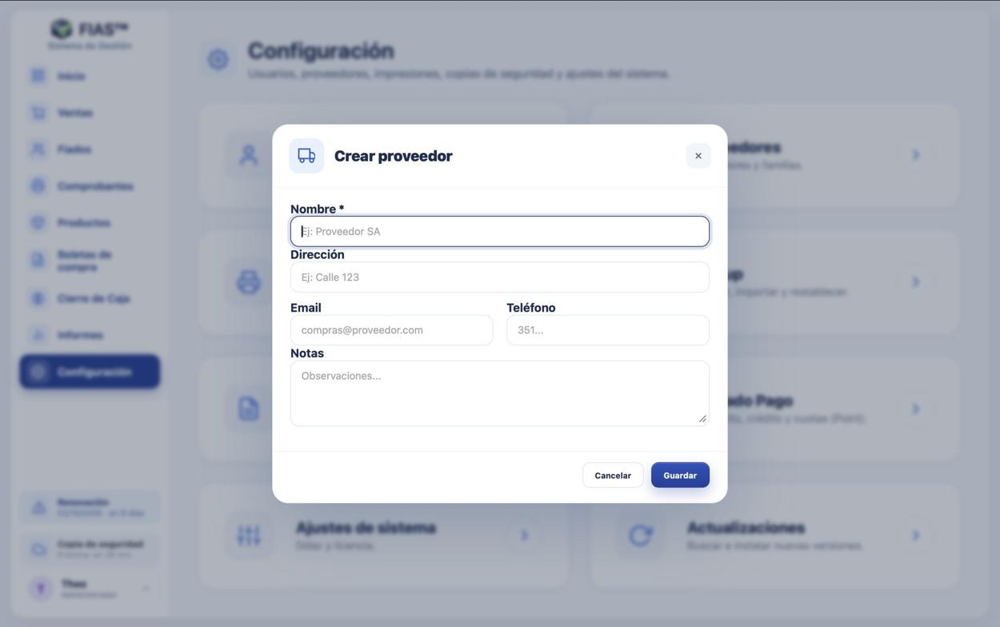 FIAS™
Sistema de Gestión
Inicio
Ventas
Fiados
Comprobantes
Productos
Boletas de
compra
Cierre de Caja
Informes
Configuración
Renovación
Copia de seguridad
Theo
Administrador
Configuración
Usuarios, proveedores, impresiones, copias de seguridad y ajustes del sistema.
Crear proveedor
×
Nombre *
Ej: Proveedor SA
Dirección
Ej: Calle 123
Email
Teléfono
compras@proveedor.com
351...
Notas
Observaciones...
Cancelar
Guardar
edores
ores y familias.
up
, importar y restablecer.
ado Pago
ito, crédito y cuotas (Point).
Ajustes de sistema
Dólar y licencia.
Actualizaciones
Buscar e instalar nuevas versiones.